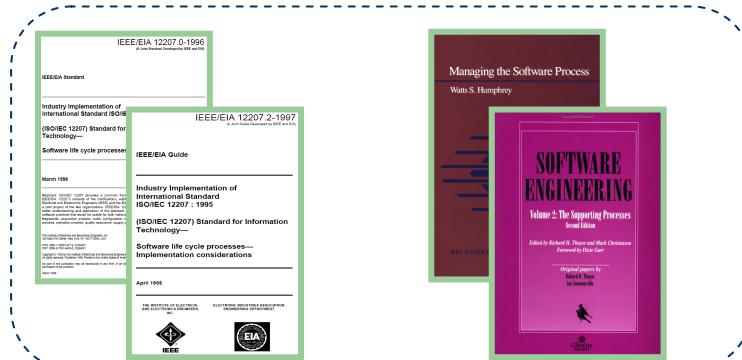 IEEE/EIA 12207.0-1996
(A Joint Standard Developed by IEEE and EIA)
IEEE/EIA Standard
Industry Implementation of
International Standard ISO/IE
(ISO/IEC 12207) Standard for
Technology—
Software life cycle processes
March 1998
IEEE/EIA 12207.2-1997
(A Joint Guide Developed by IEEE and EIA)
IEEE/EIA Guide
Industry Implementation of
International Standard
ISO/IEC 12207 : 1995
(ISO/IEC 12207) Standard for Information
Technology—
Software life cycle processes—
Implementation considerations
April 1998
THE INSTITUTE OF ELECTRICAL
AND ELECTRONICS ENGINEERS,
INC.
IEEE
ELECTRONIC INDUSTRIES ASSOCIATION
ENGINEERING DEPARTMENT
EIA
Managing the Software Process
Watts S. Humphrey
SEI SERIES
Copyrighted Material
SOFTWARE
ENGINEERING
Volume 2: The Supporting Processes
Second Edition
Edited by Richard H. Thayer and Mark Christensen
Foreword by Dixie Garr
Original papers by
Richard H. Thayer
Ian Sommerville
COMPUTER
SOCIETY